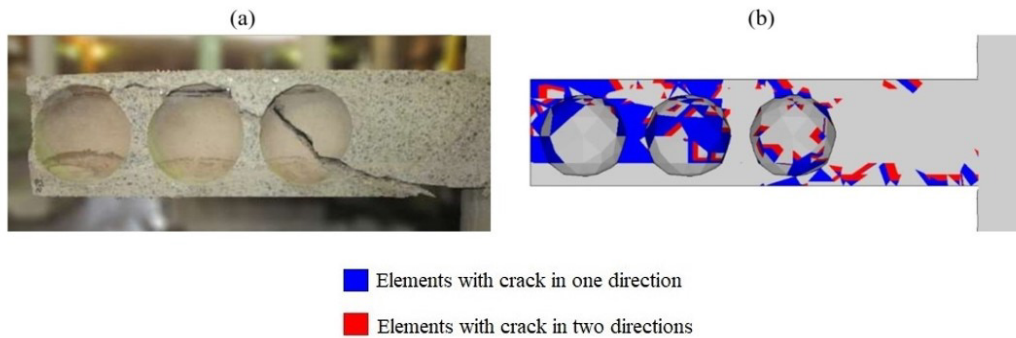 (a)
(b)
Elements with crack in one direction
Elements with crack in two directions